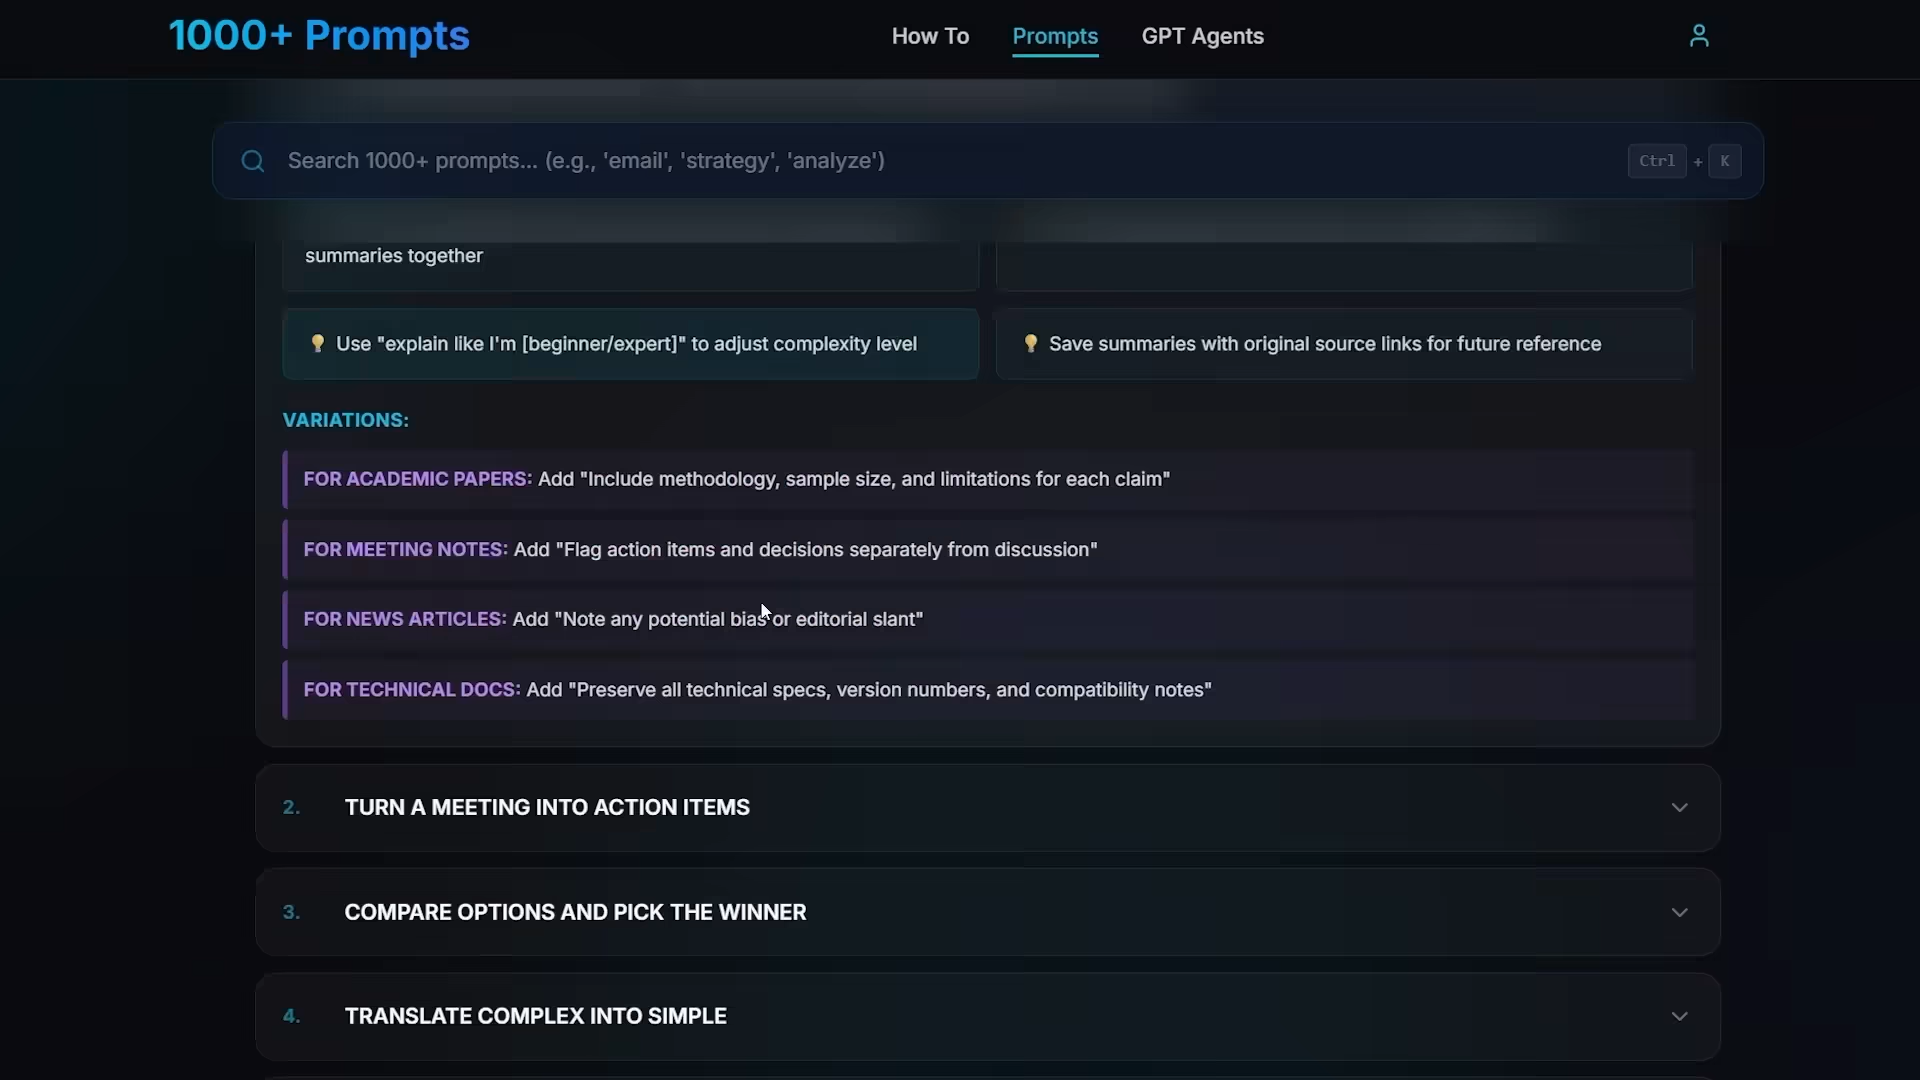 1000+ Prompts
How To
Prompts
GPT Agents
Search 1000+ prompts... (e.g., 'email', 'strategy', 'analyze')
Ctrl + K
summaries together
Use "explain like I'm [beginner/expert]" to adjust complexity level
Save summaries with original source links for future reference
VARIATIONS:
FOR ACADEMIC PAPERS: Add "Include methodology, sample size, and limitations for each claim"
FOR MEETING NOTES: Add "Flag action items and decisions separately from discussion"
FOR NEWS ARTICLES: Add "Note any potential bias or editorial slant"
FOR TECHNICAL DOCS: Add "Preserve all technical specs, version numbers, and compatibility notes"
2. TURN A MEETING INTO ACTION ITEMS
3. COMPARE OPTIONS AND PICK THE WINNER
4. TRANSLATE COMPLEX INTO SIMPLE